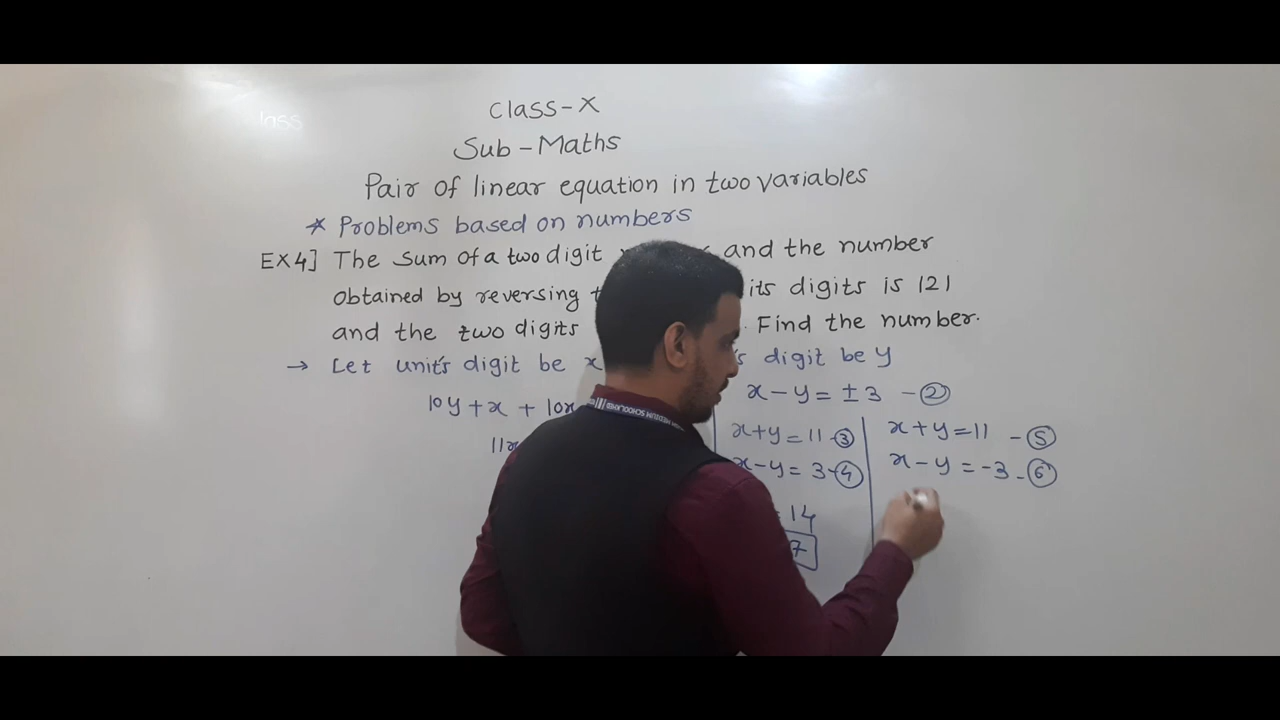 Class-X
Sub-Maths
Pair of linear equation in two variables
* Problems based on numbers
EX4] The sum of a two digit and the number
obtained by reversing its digits is 121
and the two digits Find the number.
→ Let unit's digit be x digit be y
x - y = ± 3 - ②
10y + x + 10x
11x
x+y = 11 ③
x-y = 3 - ④
= 14
7
x+y = 11 - ⑤
x-y = -3 - ⑥
MEDIUM SCHOOL